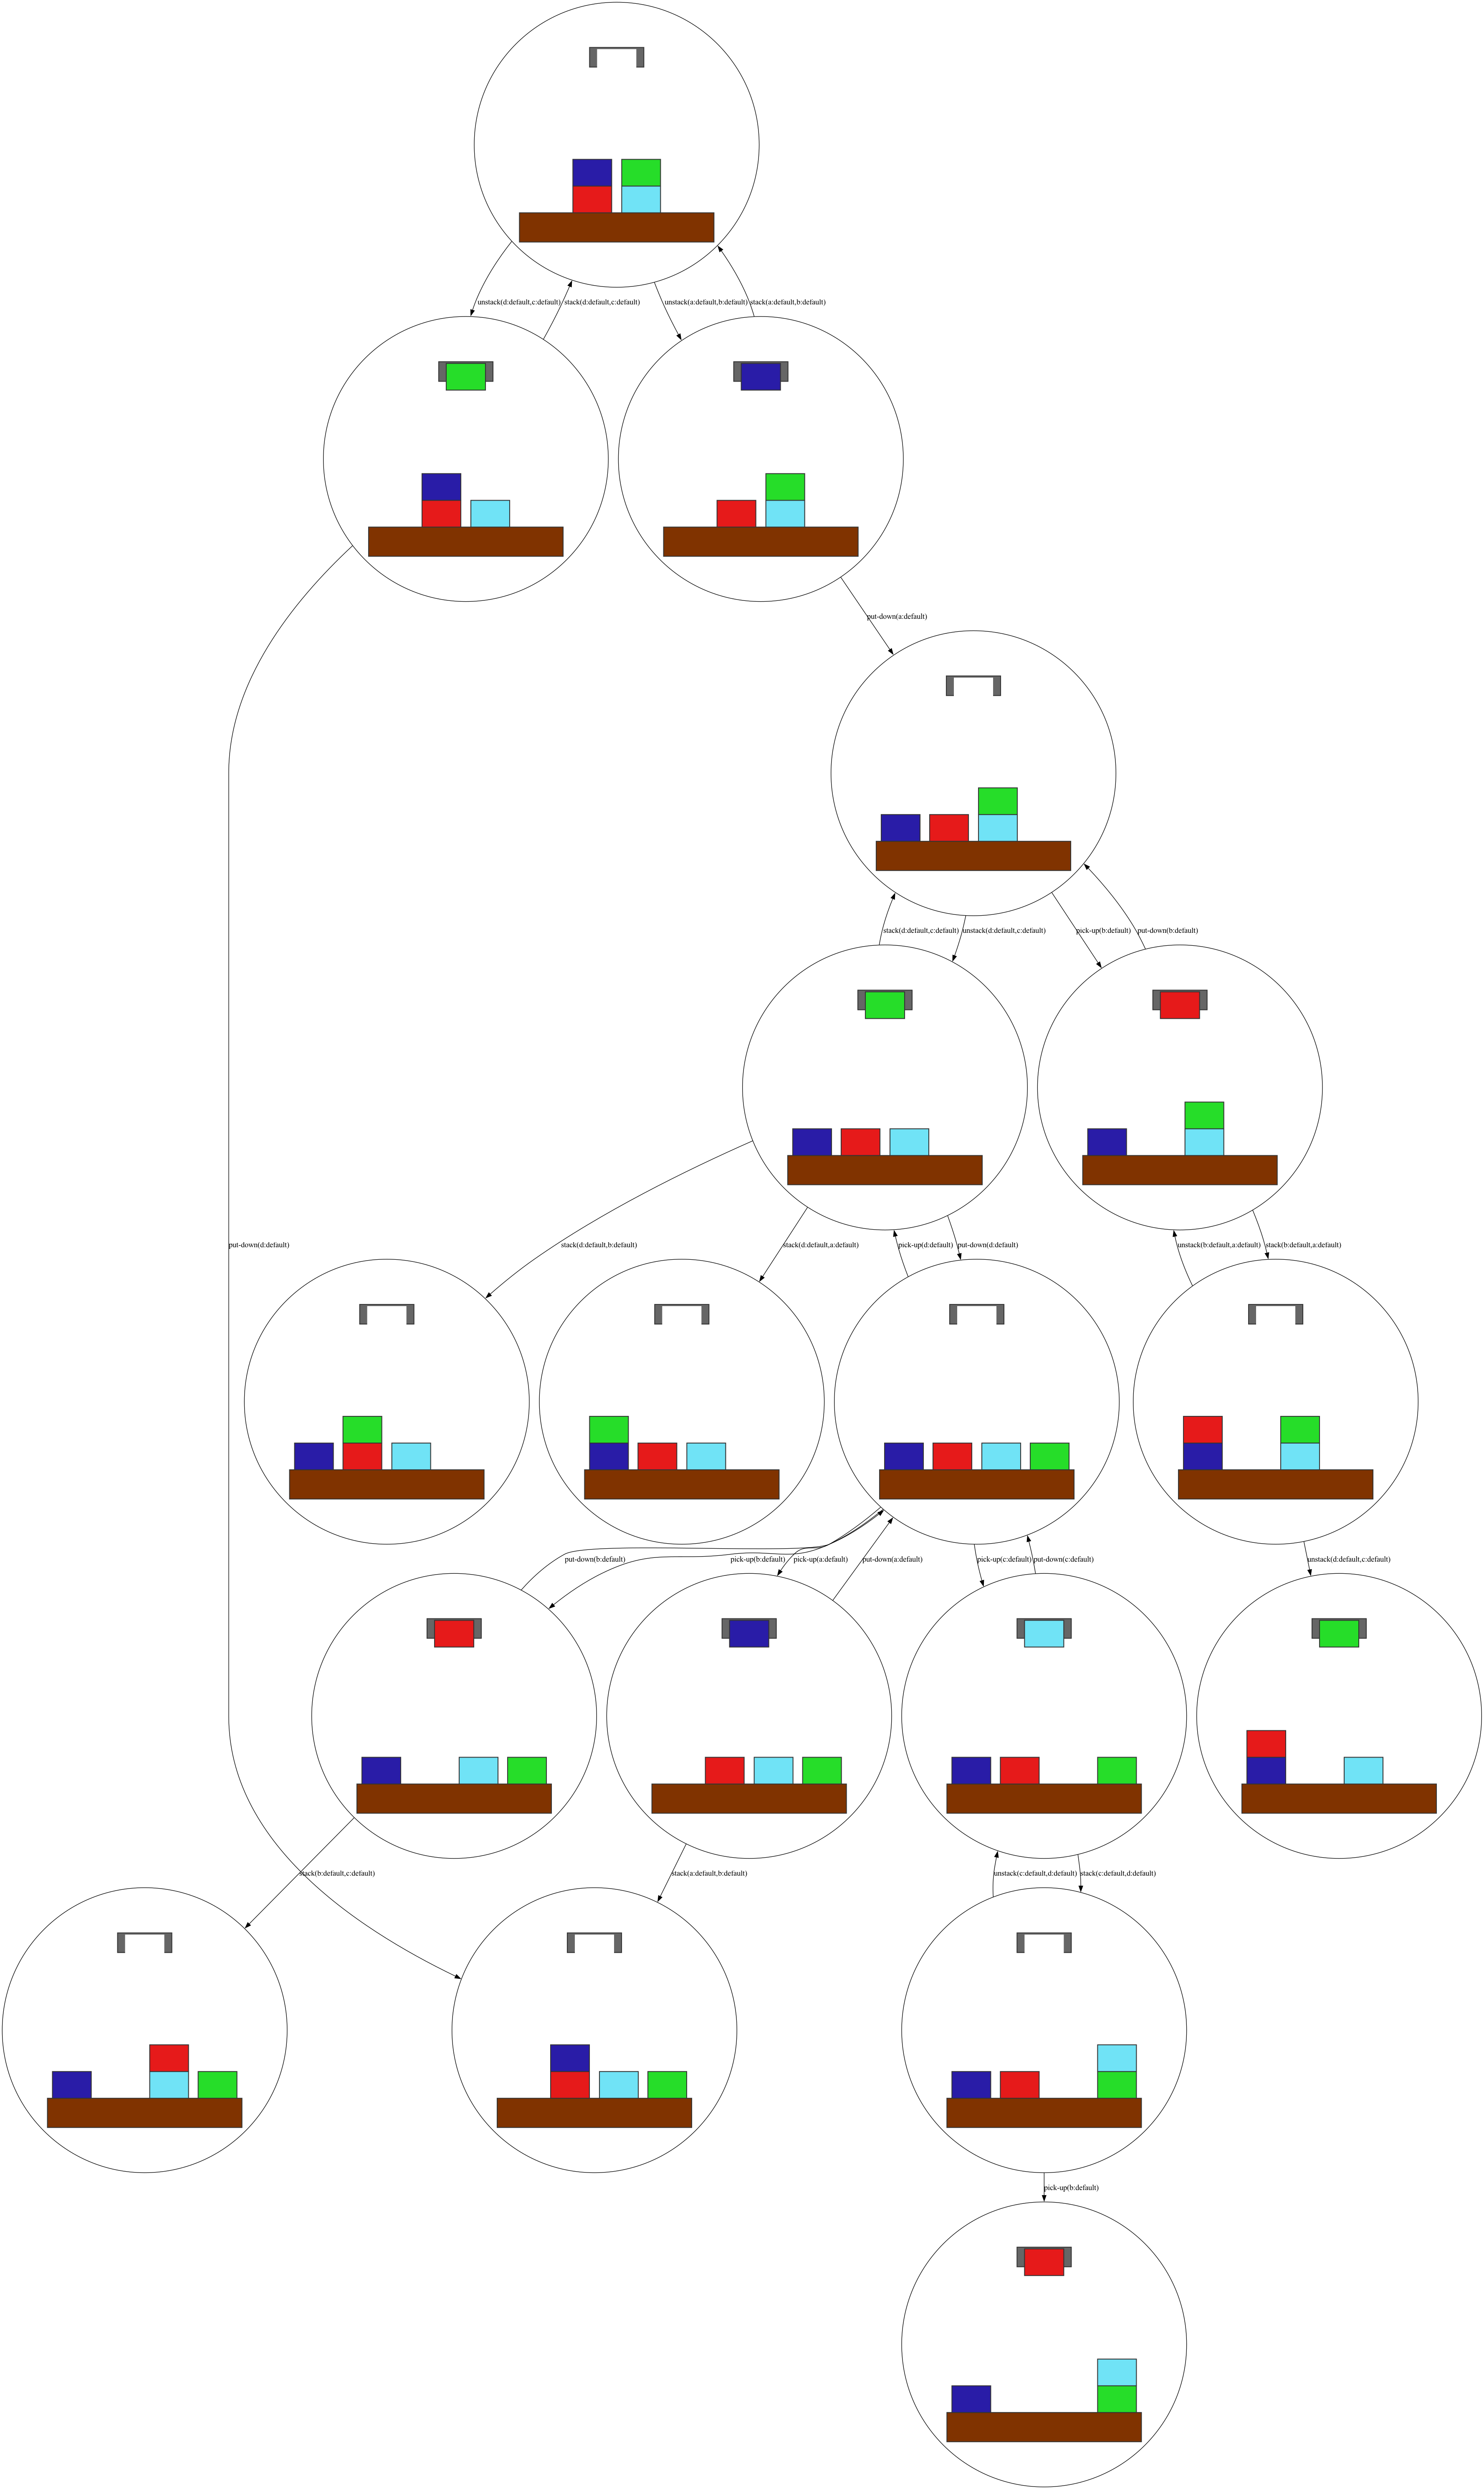 unstack(d:default,c:default)
stack(d:default,c:default)
unstack(a:default,b:default)
stack(a:default,b:default)
put-down(a:default)
stack(d:default,c:default)
unstack(d:default,c:default)
pick-up(b:default)
put-down(b:default)
put-down(d:default)
stack(d:default,b:default)
stack(d:default,a:default)
pick-up(d:default)
put-down(d:default)
unstack(b:default,a:default)
stack(b:default,a:default)
put-down(b:default)
pick-up(b:default)
pick-up(a:default)
put-down(a:default)
pick-up(c:default)
put-down(c:default)
unstack(d:default,c:default)
stack(b:default,c:default)
stack(a:default,b:default)
unstack(c:default,d:default)
stack(c:default,d:default)
pick-up(b:default)